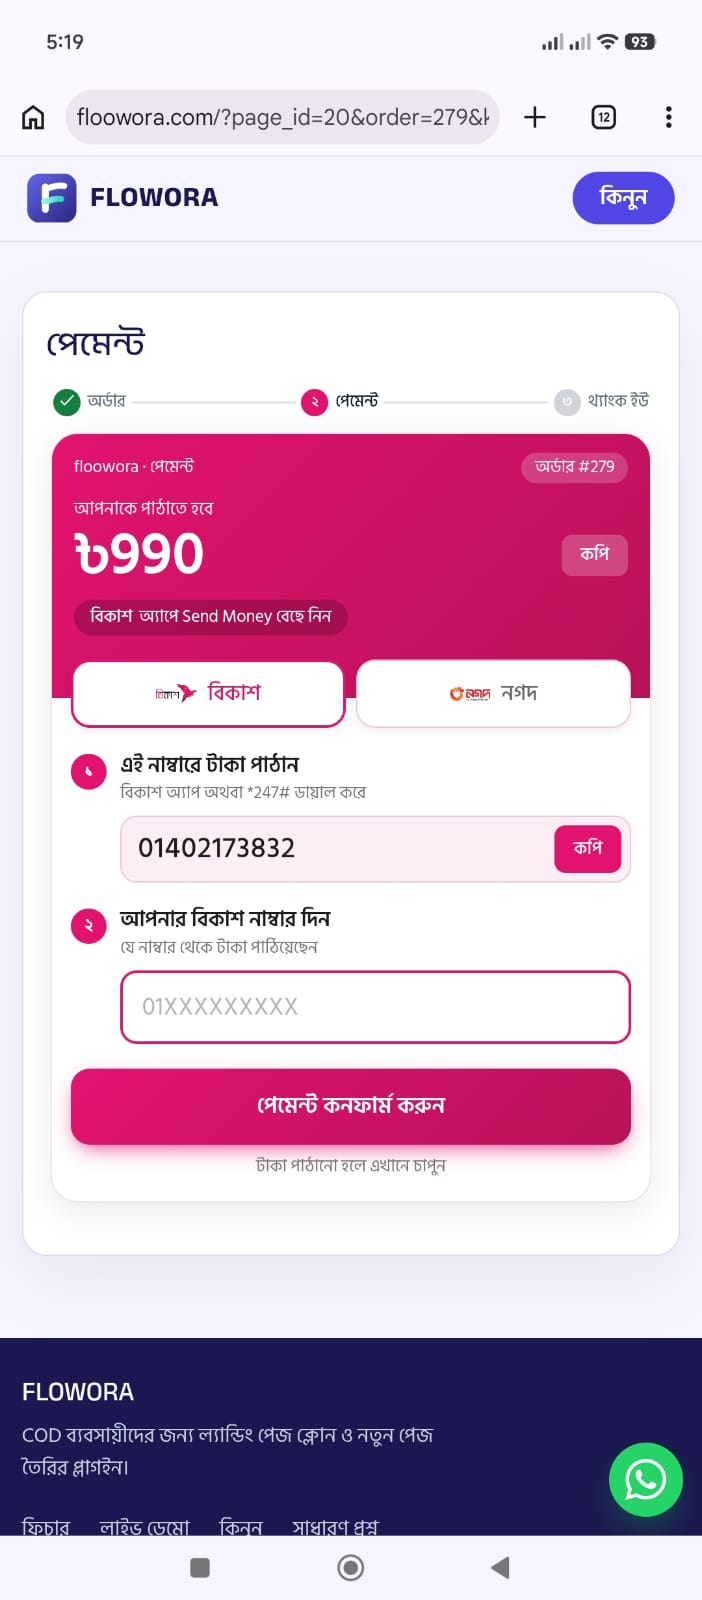 5:19
93
floowora.com/?page_id=20&order=279&k
12
FLOWORA
কিনুন
পেমেন্ট
অর্ডার
২ পেমেন্ট
৩ থ্যাংক ইউ
floowora · পেমেন্ট
অর্ডার #279
আপনাকে পাঠাতে হবে
৳990
কপি
বিকাশ অ্যাপে Send Money বেছে নিন
বিকাশ বিকাশ
নগদ নগদ
১ এই নাম্বারে টাকা পাঠান
বিকাশ অ্যাপ অথবা *247# ডায়াল করে
01402173832
কপি
২ আপনার বিকাশ নাম্বার দিন
যে নাম্বার থেকে টাকা পাঠিয়েছেন
01XXXXXXXXX
পেমেন্ট কনফার্ম করুন
টাকা পাঠানো হলে এখানে চাপুন
FLOWORA
COD ব্যবসায়ীদের জন্য ল্যান্ডিং পেজ ক্লোন ও নতুন পেজ
তৈরির প্লাগইন।
ফিচার লাইভ ডেমো কিনুন সাধারণ প্রশ্ন